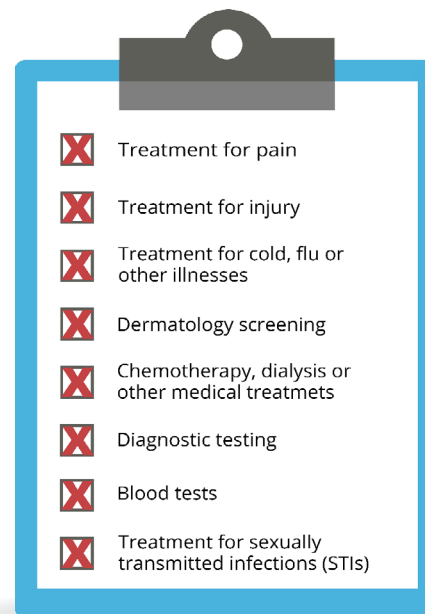 Treatment for pain
Treatment for injury
Treatment for cold, flu or
other illnesses
Dermatology screening
Chemotherapy, dialysis or
other medical treatmets
Diagnostic testing
Blood tests
Treatment for sexually
transmitted infections (STIs)